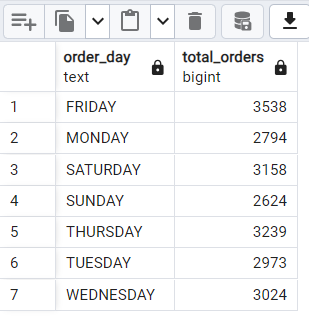 order_day total_orders
text bigint
1 FRIDAY 3538
2 MONDAY 2794
3 SATURDAY 3158
4 SUNDAY 2624
5 THURSDAY 3239
6 TUESDAY 2973
7 WEDNESDAY 3024